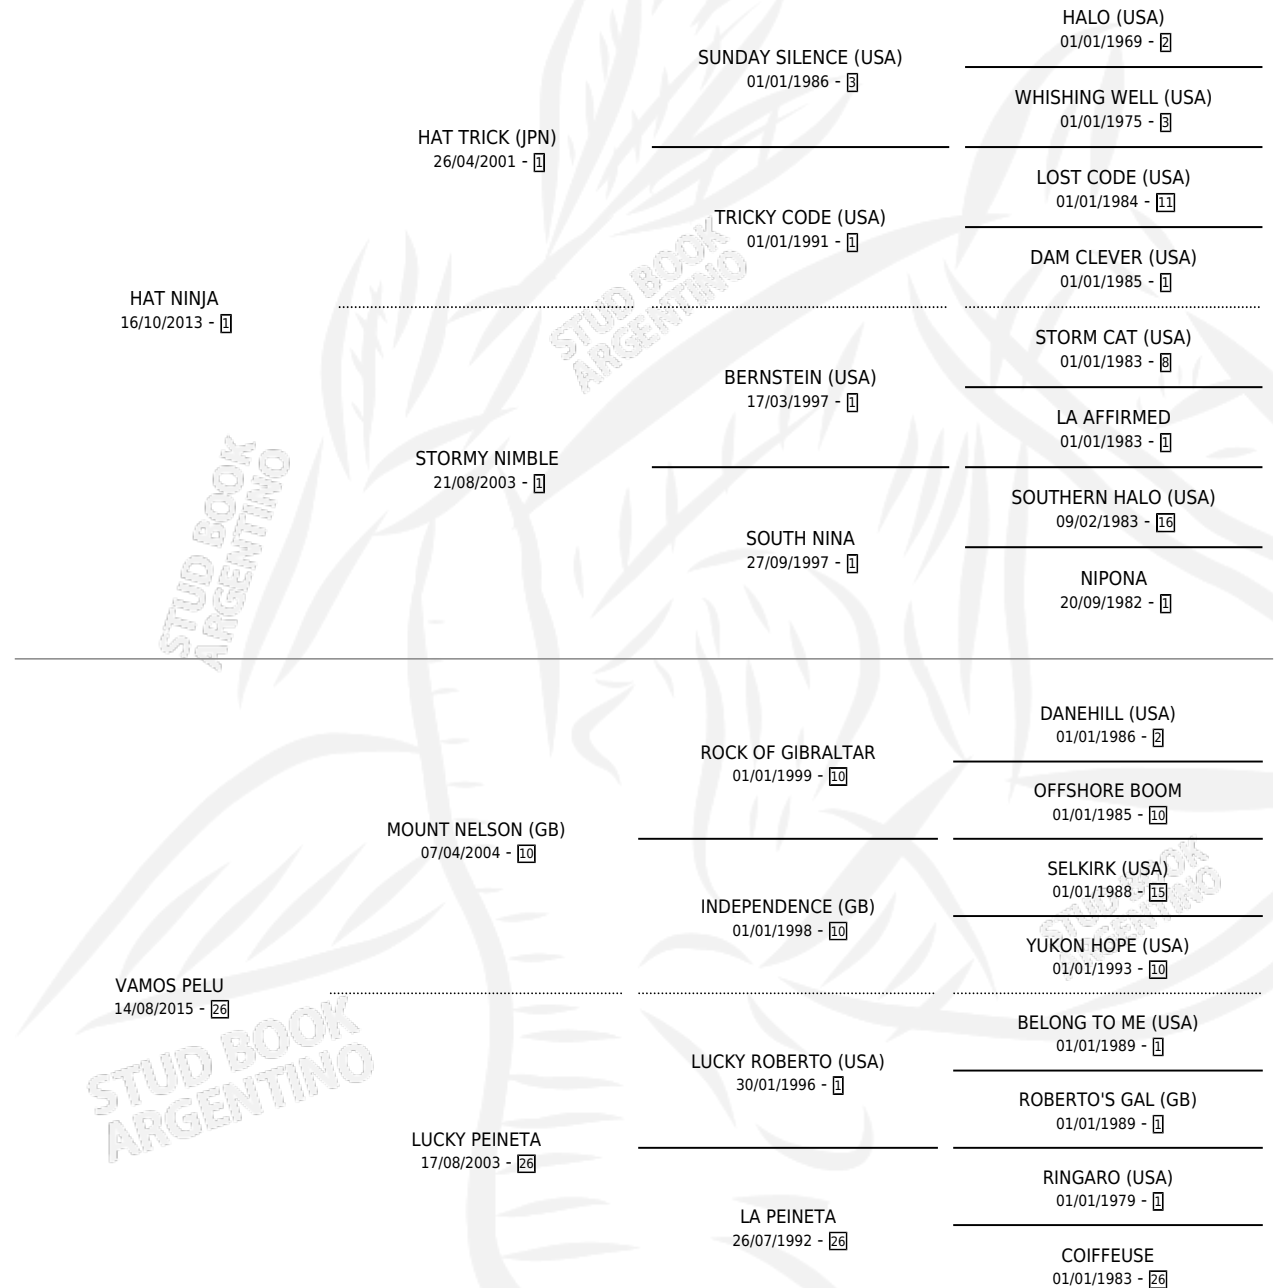 HALO (USA)
01/01/1969 - 2
SUNDAY SILENCE (USA)
01/01/1986 - 3
WHISHING WELL (USA)
01/01/1975 - 3
HAT TRICK (JPN)
26/04/2001 - 1
LOST CODE (USA)
01/01/1984 - 11
TRICKY CODE (USA)
01/01/1991 - 1
DAM CLEVER (USA)
01/01/1985 - 1
HAT NINJA
16/10/2013 - 1
STUD BOOK
ARGENTINO
STORM CAT (USA)
01/01/1983 - 8
BERNSTEIN (USA)
17/03/1997 - 1
LA AFFIRMED
01/01/1983 - 1
STORMY NIMBLE
21/08/2003 - 1
SOUTHERN HALO (USA)
09/02/1983 - 16
SOUTH NINA
27/09/1997 - 1
NIPONA
20/09/1982 - 1
STUD BOOK
ARGENTINO
DANEHILL (USA)
01/01/1986 - 2
ROCK OF GIBRALTAR
01/01/1999 - 10
OFFSHORE BOOM
01/01/1985 - 10
MOUNT NELSON (GB)
07/04/2004 - 10
SELKIRK (USA)
01/01/1988 - 15
INDEPENDENCE (GB)
01/01/1998 - 10
STUD BOOK
ARGENTINO
YUKON HOPE (USA)
01/01/1993 - 10
VAMOS PELU
14/08/2015 - 26
STUD BOOK
ARGENTINO
BELONG TO ME (USA)
01/01/1989 - 1
LUCKY ROBERTO (USA)
30/01/1996 - 1
ROBERTO'S GAL (GB)
01/01/1989 - 1
LUCKY PEINETA
17/08/2003 - 26
RINGARO (USA)
01/01/1979 - 1
LA PEINETA
26/07/1992 - 26
COIFFEUSE
01/01/1983 - 26